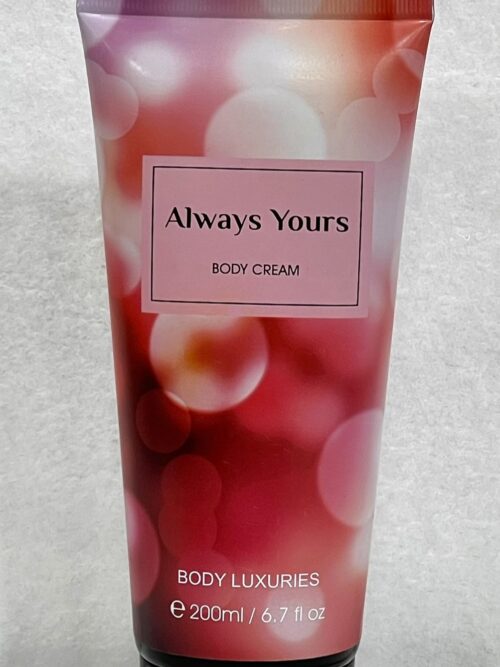 Always Yours
BODY CREAM
BODY LUXURIES
℮ 200ml / 6.7 fl oz